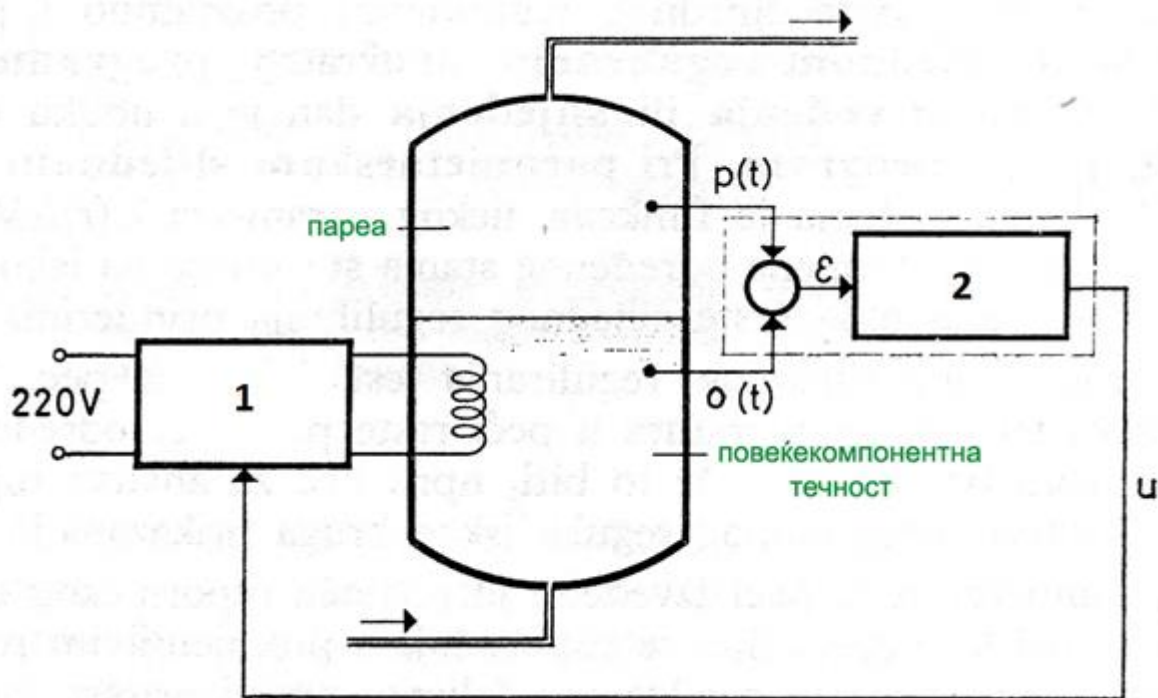 p(t)
пареа
ε
2
220V
1
o (t)
повеќекомпонентна
течност
u